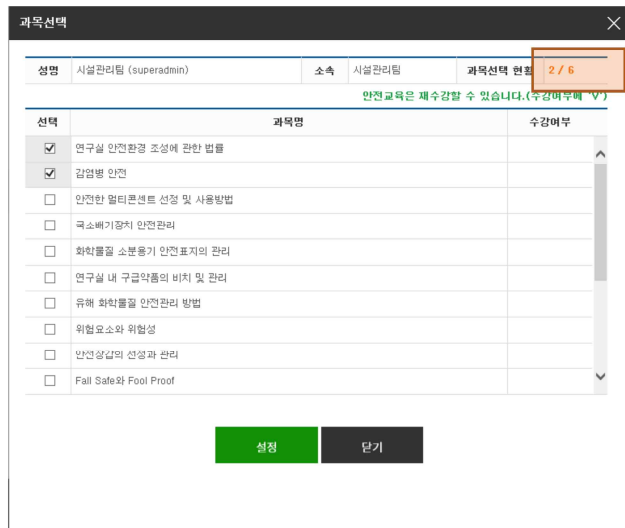 과목선택
성명 시설관리팀 (superadmin) 소속 시설관리팀 과목선택 현황 2 / 6
안전교육은 재수강할 수 있습니다.(수강여부에 'V')
선택 과목명 수강여부
연구실 안전환경 조성에 관한 법률
감염병 안전
안전한 멀티콘센트 선정 및 사용방법
국소배기장치 안전관리
화학물질 소분용기 안전표지의 관리
연구실 내 구급약품의 비치 및 관리
유해 화학물질 안전관리 방법
위험요소와 위험성
안전장갑의 선정과 관리
Fall Safe와 Fool Proof
설정 닫기